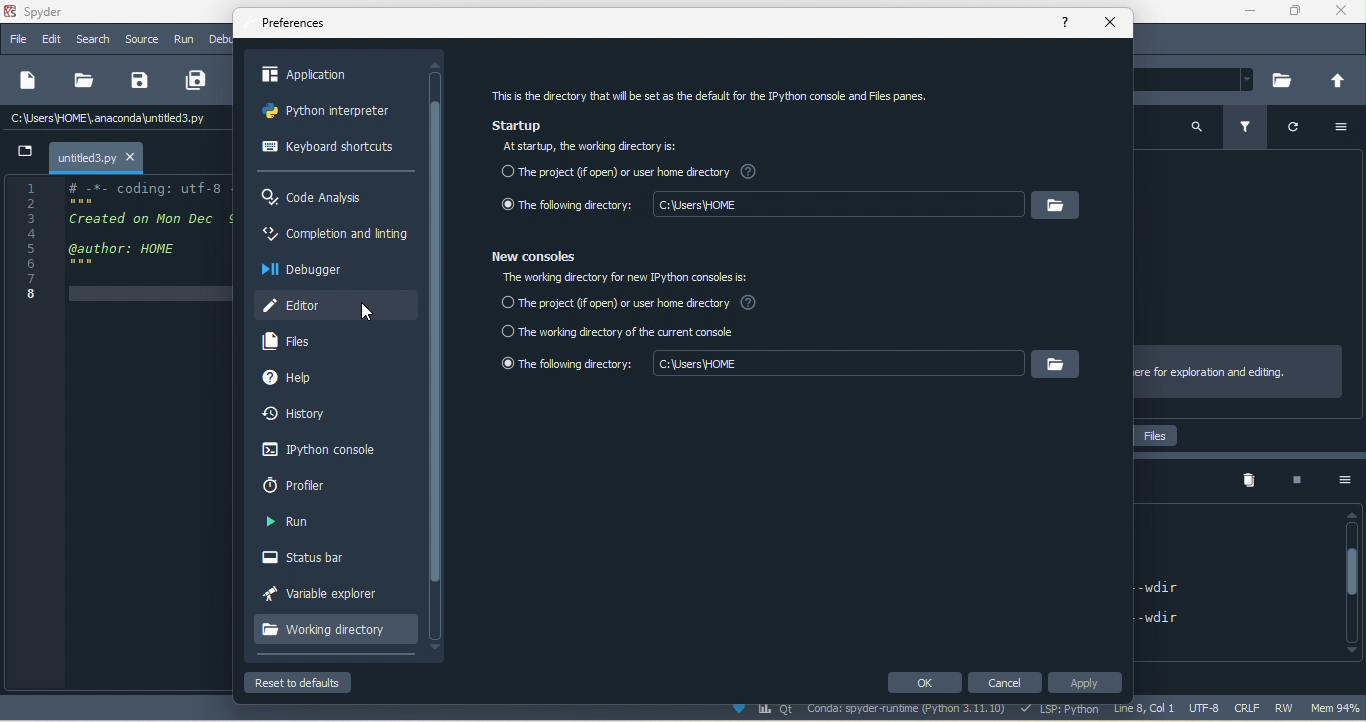 Spyder
Preferences
File Edit Search Source Run Debu
C:\Users\HOME\.anaconda\untitled3.py
untitled3.py
1 # -*- coding: utf-8 -
2 """
3 Created on Mon Dec 9
4
5 @author: HOME
6 """
7
8
Application
Python interpreter
Keyboard shortcuts
Code Analysis
Completion and linting
Debugger
Editor
Files
Help
History
IPython console
Profiler
Run
Status bar
Variable explorer
Working directory
This is the directory that will be set as the default for the IPython console and Files panes.
Startup
At startup, the working directory is:
The project (if open) or user home directory
The following directory: C:\Users\HOME
New consoles
The working directory for new IPython consoles is:
The project (if open) or user home directory
The working directory of the current console
The following directory: C:\Users\HOME
Reset to defaults
OK Cancel Apply
ere for exploration and editing.
Files
--wdir
--wdir
Qt Conda: spyder-runtime (Python 3.11.10) LSP: Python Line 8, Col 1 UTF-8 CRLF RW Mem 94%